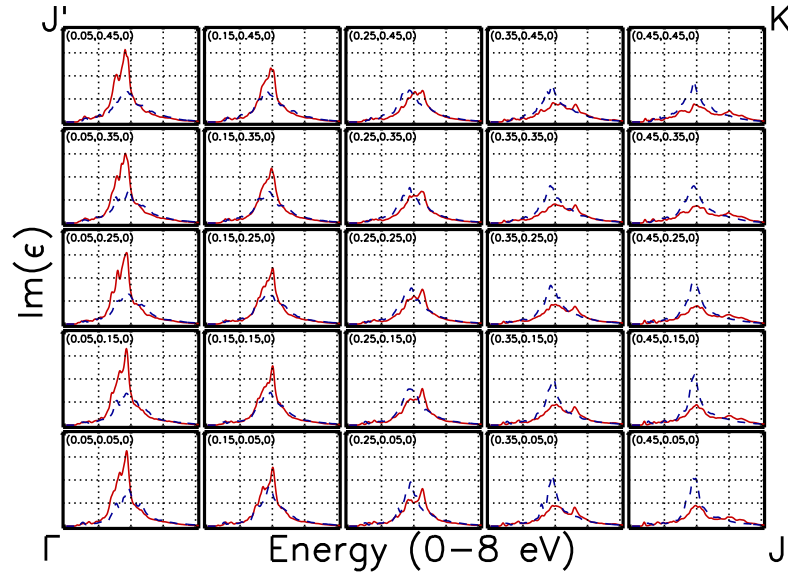 J' K
(0.05,0.45,0) (0.15,0.45,0) (0.25,0.45,0) (0.35,0.45,0) (0.45,0.45,0)
(0.05,0.35,0) (0.15,0.35,0) (0.25,0.35,0) (0.35,0.35,0) (0.45,0.35,0)
(0.05,0.25,0) (0.15,0.25,0) (0.25,0.25,0) (0.35,0.25,0) (0.45,0.25,0)
Im(ϵ)
(0.05,0.15,0) (0.15,0.15,0) (0.25,0.15,0) (0.35,0.15,0) (0.45,0.15,0)
(0.05,0.05,0) (0.15,0.05,0) (0.25,0.05,0) (0.35,0.05,0) (0.45,0.05,0)
Γ Energy (0-8 eV) J